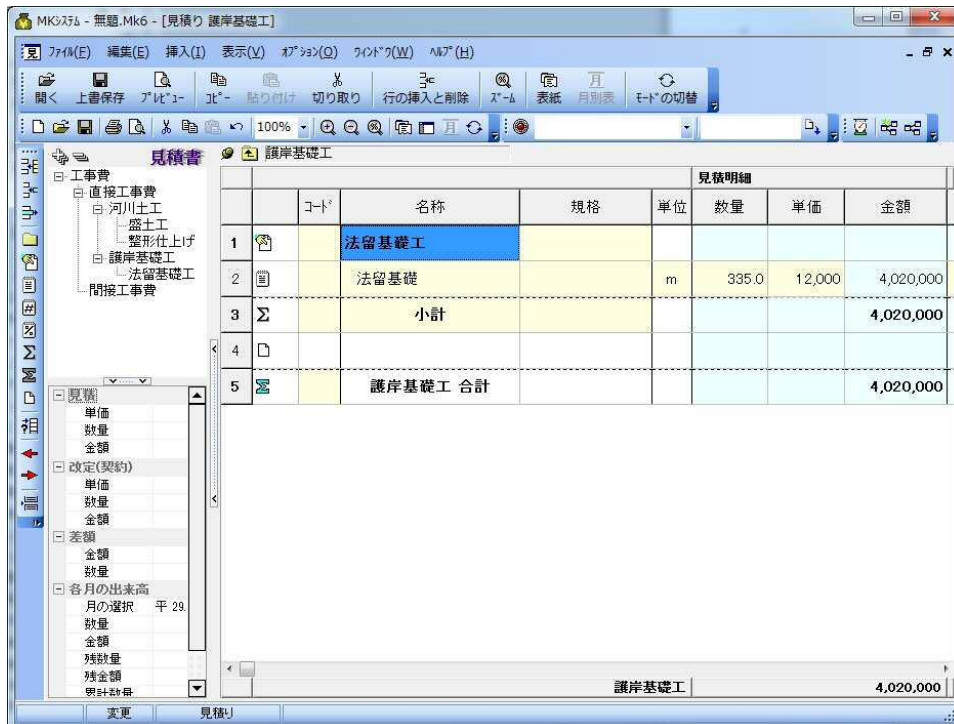 MKシステム - 無題.Mk6 - [見積り 護岸基礎工]
見 ファイル(F) 編集(E) 挿入(I) 表示(V) オプション(O) ウィンドウ(W) ヘルプ(H)
開く 上書保存 プレビュー コピー 貼り付け 切り取り 行の挿入と削除 ズーム 表紙 月別表 モードの切替
100%
見積書
護岸基礎工
工事費
直接工事費
河川土工
盛土工
整形仕上げ
護岸基礎工
法留基礎工
間接工事費
見積明細
コード 名称 規格 単位 数量 単価 金額
1 法留基礎工
2 法留基礎 m 335.0 12,000 4,020,000
3 Σ 小計 4,020,000
4
5 Σ 護岸基礎工 合計 4,020,000
見積
単価
数量
金額
改定(契約)
単価
数量
金額
差額
金額
数量
各月の出来高
月の選択 平 29.
数量
金額
残数量
残金額
累計数量
護岸基礎工 4,020,000
変更 見積り